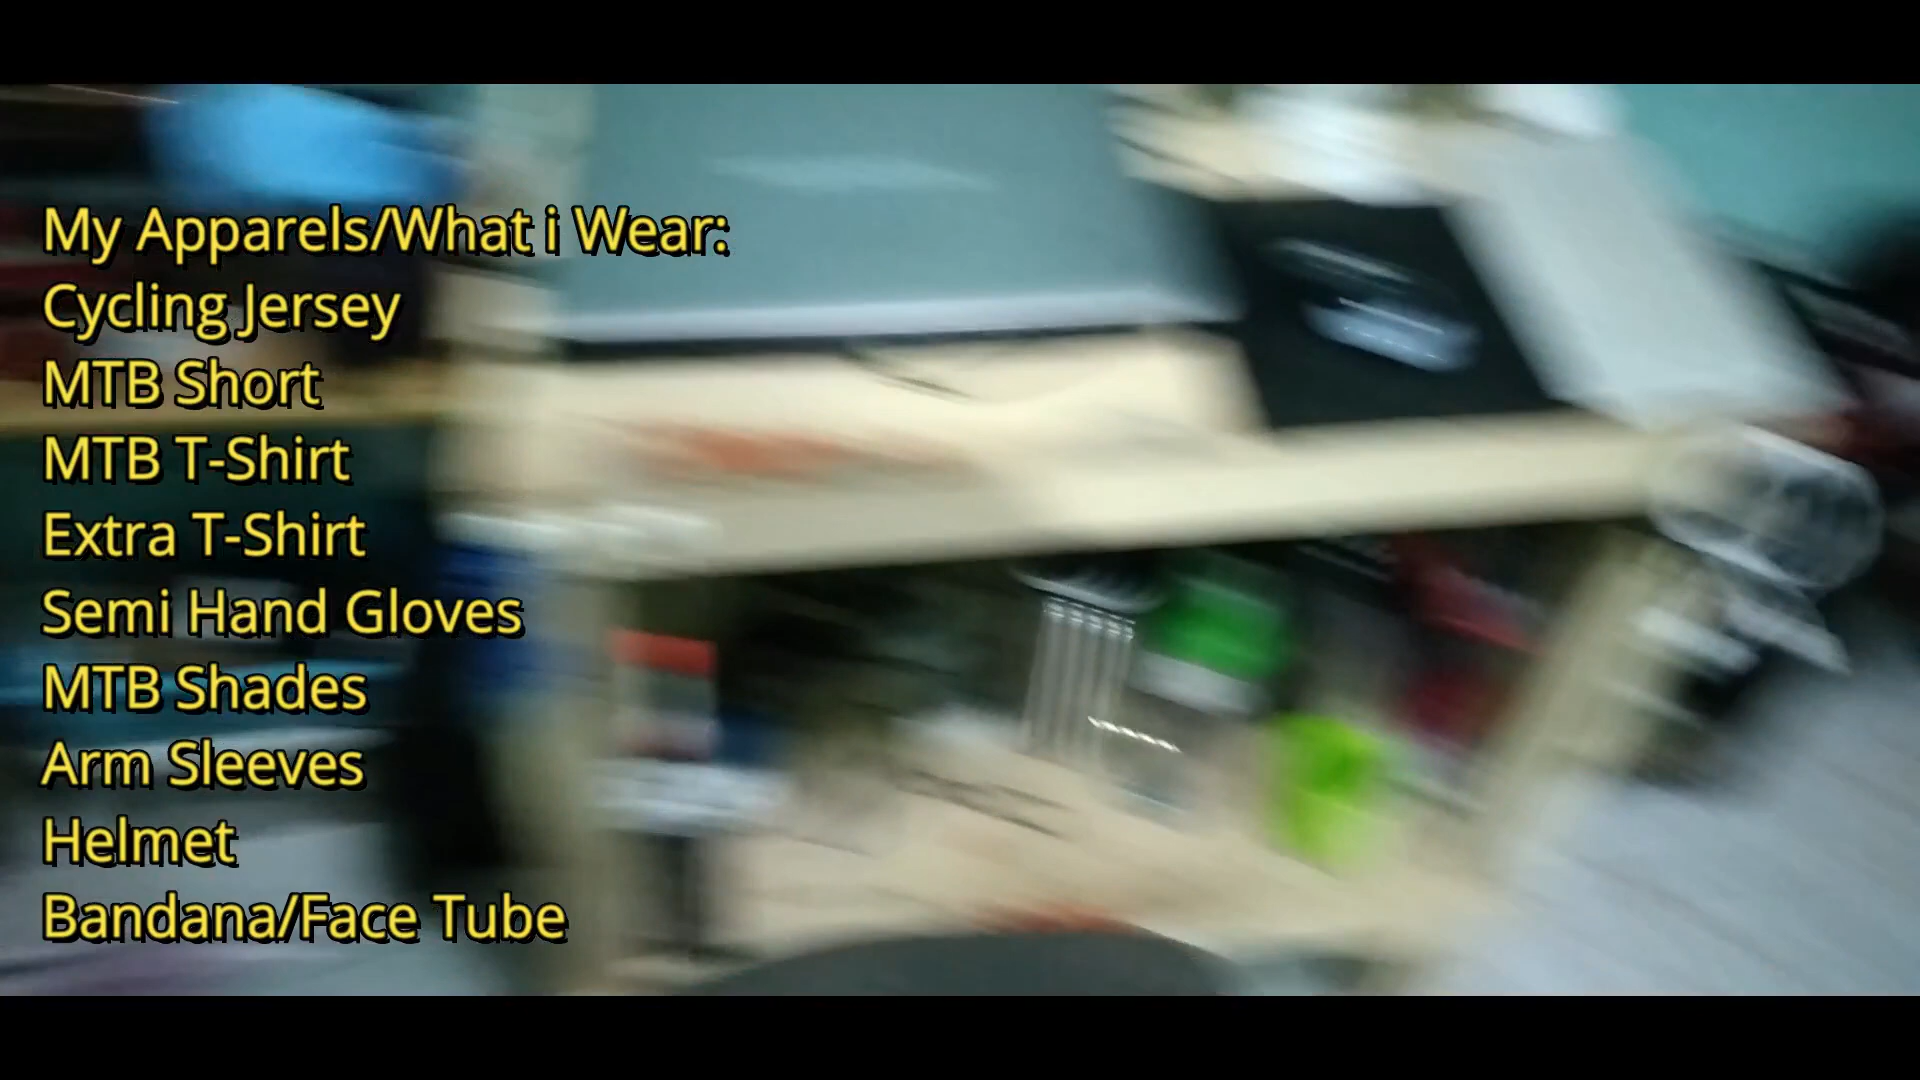 My Apparels/What i Wear:
Cycling Jersey
MTB Short
MTB T-Shirt
Extra T-Shirt
Semi Hand Gloves
MTB Shades
Arm Sleeves
Helmet
Bandana/Face Tube